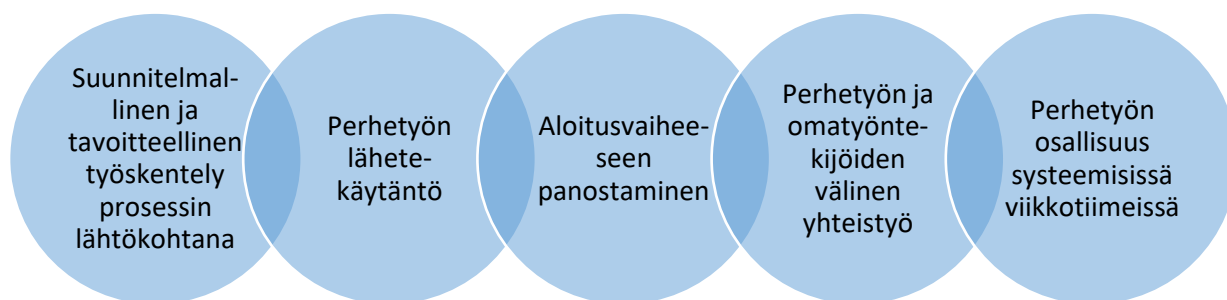 Suunnitelmal-
linen ja
tavoitteellinen
työskentely
prosessin
lähtökohtana
Perhetyön
lähete-
käytäntö
Aloitusvaihee-
seen
panostaminen
Perhetyön ja
omatyönte-
kijöiden
välinen
yhteistyö
Perhetyön
osallisuus
systeemisissä
viikkotiimeissä